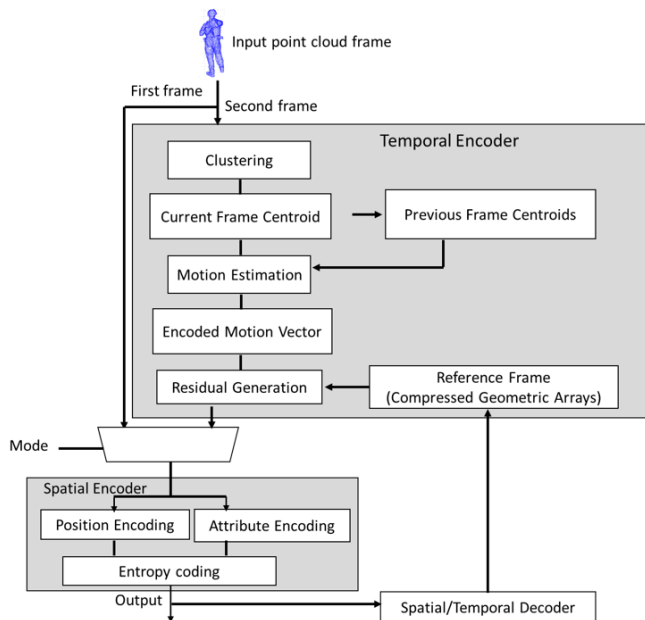 Input point cloud frame
First frame
Second frame
Temporal Encoder
Clustering
Current Frame Centroid
Previous Frame Centroids
Motion Estimation
Encoded Motion Vector
Residual Generation
Reference Frame
(Compressed Geometric Arrays)
Mode
Spatial Encoder
Position Encoding
Attribute Encoding
Entropy coding
Output
Spatial/Temporal Decoder